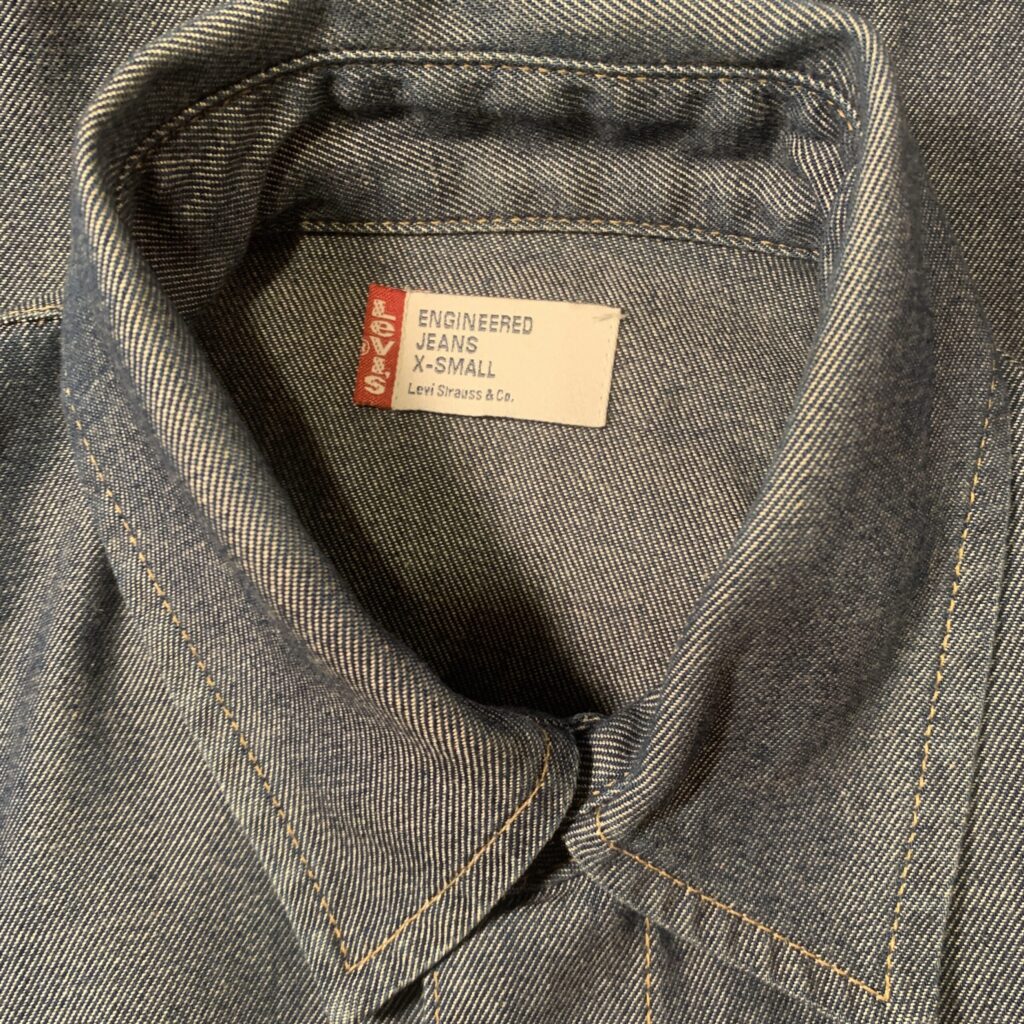 LEVI'S
®
ENGINEERED
JEANS
X-SMALL
Levi Strauss & Co.